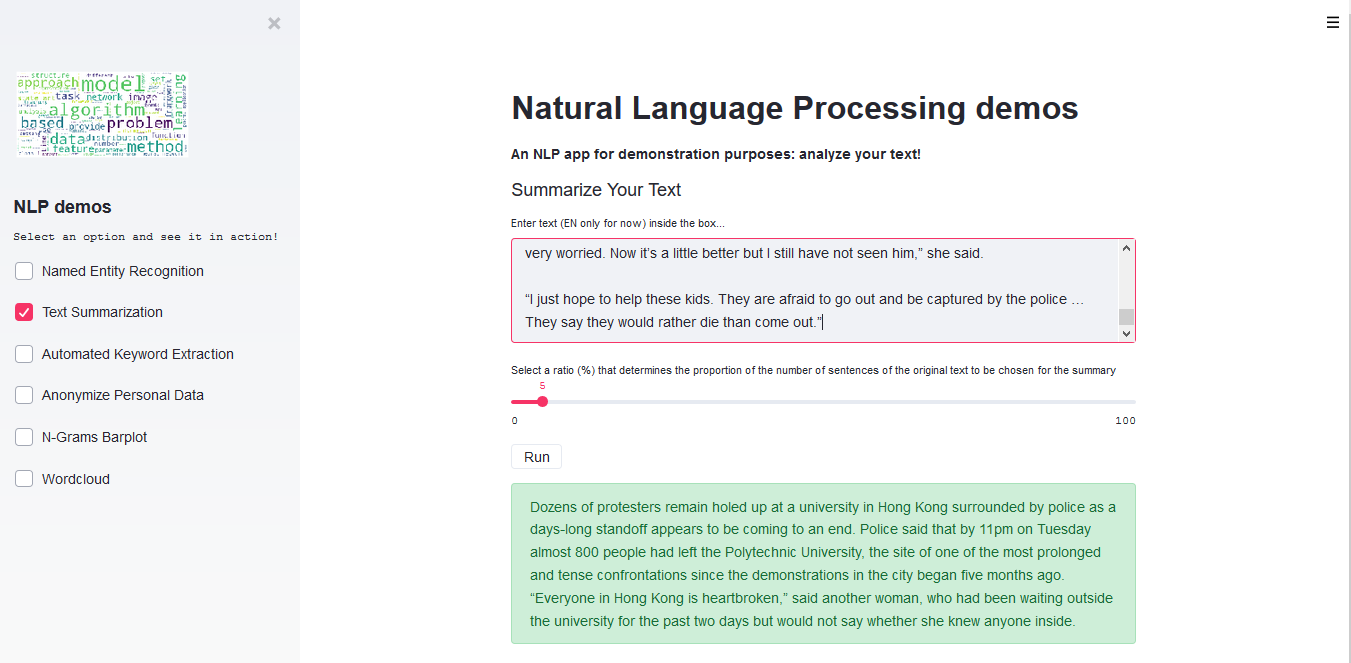 ×
structure
approach model set
task network image
algorithm learning
based provide problem
data distribution function
number
feature parameter method
NLP demos
Select an option and see it in action!
Named Entity Recognition
Text Summarization
Automated Keyword Extraction
Anonymize Personal Data
N-Grams Barplot
Wordcloud
Natural Language Processing demos
An NLP app for demonstration purposes: analyze your text!
Summarize Your Text
Enter text (EN only for now) inside the box...
very worried. Now it’s a little better but I still have not seen him,” she said.
“I just hope to help these kids. They are afraid to go out and be captured by the police …
They say they would rather die than come out.”
Select a ratio (%) that determines the proportion of the number of sentences of the original text to be chosen for the summary
5
0 100
Run
Dozens of protesters remain holed up at a university in Hong Kong surrounded by police as a
days-long standoff appears to be coming to an end. Police said that by 11pm on Tuesday
almost 800 people had left the Polytechnic University, the site of one of the most prolonged
and tense confrontations since the demonstrations in the city began five months ago.
“Everyone in Hong Kong is heartbroken,” said another woman, who had been waiting outside
the university for the past two days but would not say whether she knew anyone inside.